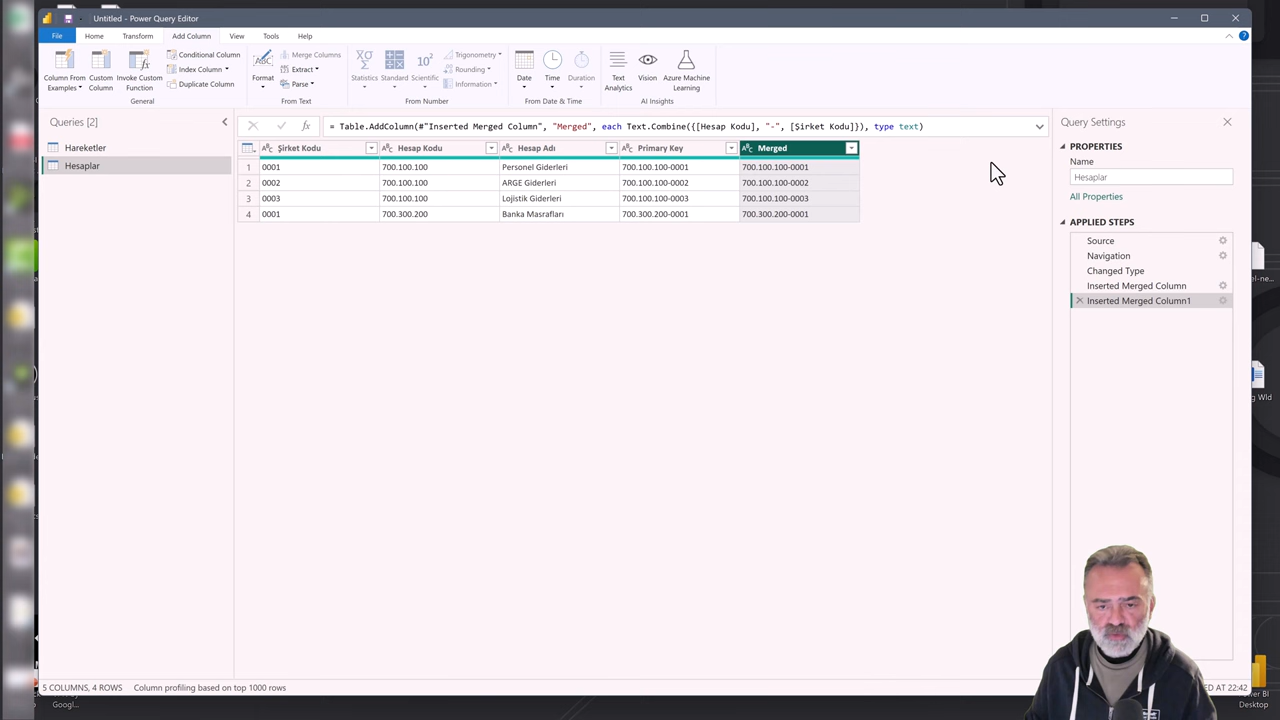 Untitled - Power Query Editor
File Home Transform Add Column View Tools Help
Column From Examples
Custom Column
Invoke Custom Function
Conditional Column
Index Column
Duplicate Column
General
Format
Merge Columns
Extract
Parse
From Text
Statistics
Standard
10²
Scientific
Trigonometry
Rounding
Information
From Number
Date
Time
Duration
From Date & Time
Text Analytics
Vision
Azure Machine Learning
AI Insights
Queries [2]
Hareketler
Hesaplar
fx = Table.AddColumn(#"Inserted Merged Column", "Merged", each Text.Combine({[Hesap Kodu], "-", [Şirket Kodu]}), type text)
Şirket Kodu Hesap Kodu Hesap Adı Primary Key Merged
1 0001 700.100.100 Personel Giderleri 700.100.100-0001 700.100.100-0001
2 0002 700.100.100 ARGE Giderleri 700.100.100-0002 700.100.100-0002
3 0003 700.100.100 Lojistik Giderleri 700.100.100-0003 700.100.100-0003
4 0001 700.300.200 Banka Masrafları 700.300.200-0001 700.300.200-0001
Query Settings
PROPERTIES
Name
Hesaplar
All Properties
APPLIED STEPS
Source
Navigation
Changed Type
Inserted Merged Column
Inserted Merged Column1
5 COLUMNS, 4 ROWS Column profiling based on top 1000 rows
AT 22:42
Googl...
el-ne...
Desktop